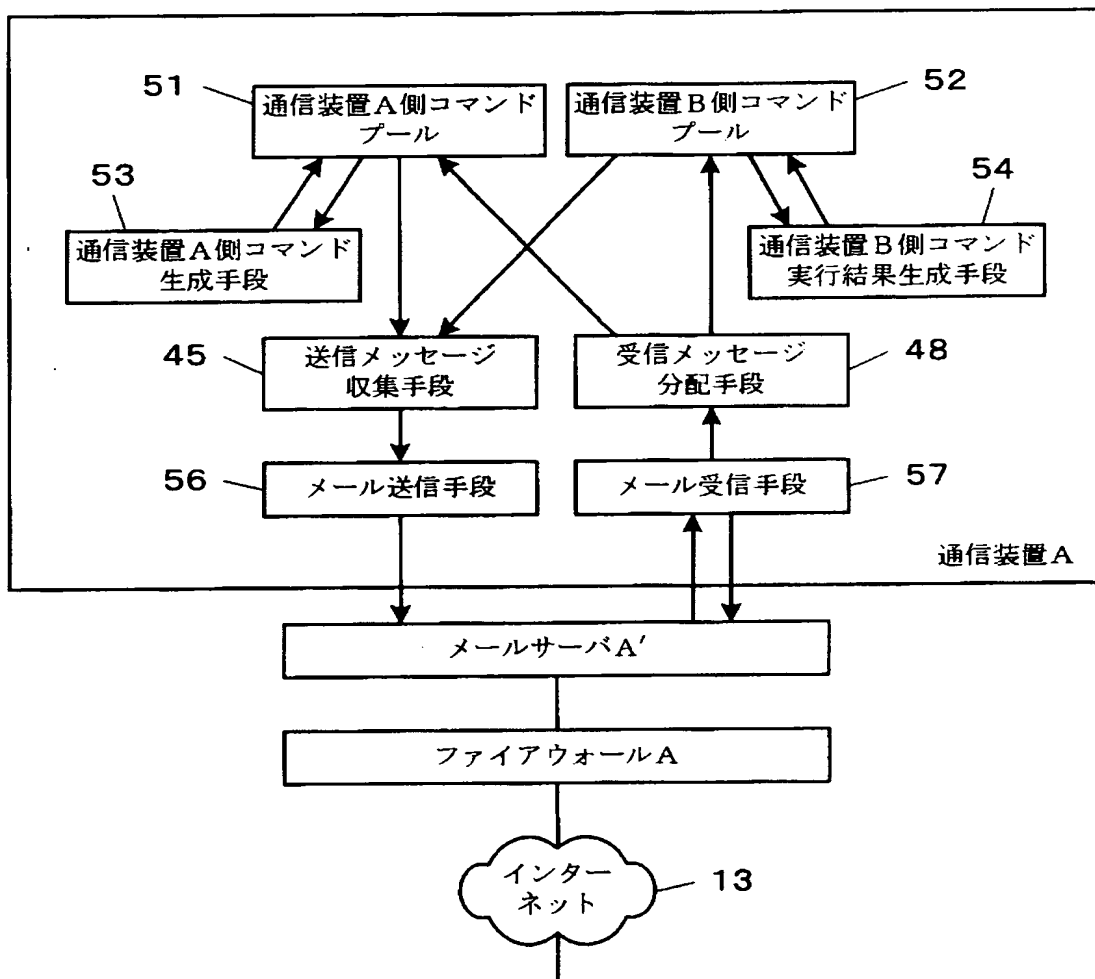 51
通信装置A側コマンド
プール
通信装置B側コマンド
プール
52
53
通信装置A側コマンド
生成手段
54
通信装置B側コマンド
実行結果生成手段
45
送信メッセージ
収集手段
受信メッセージ
分配手段
48
56
メール送信手段
メール受信手段
57
通信装置A
メールサーバA′
ファイアウォールA
インター
ネット
13